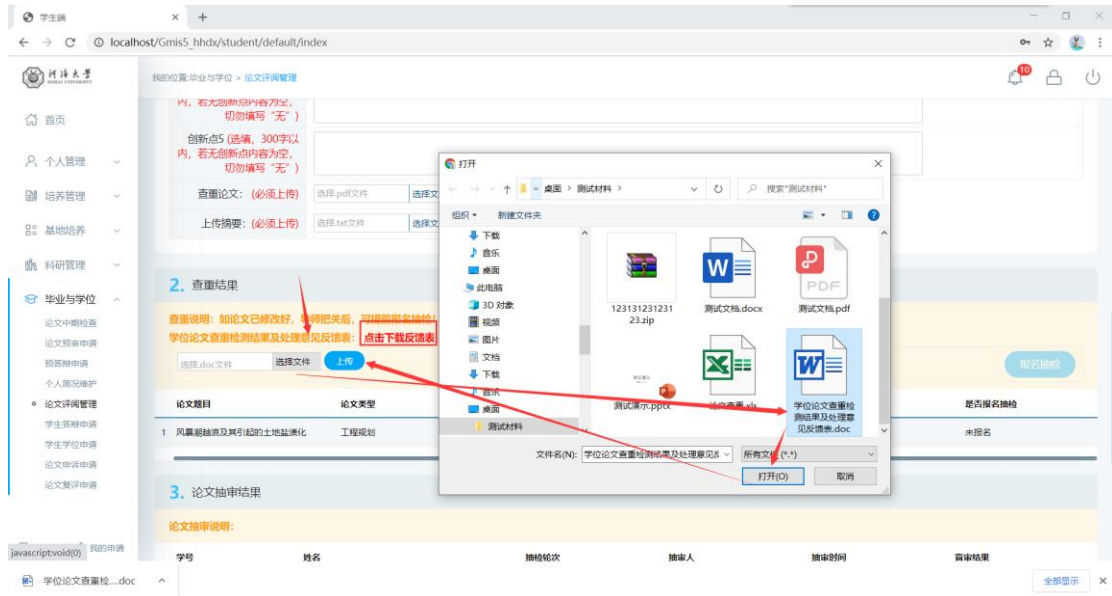 学生端
localhost/Gmis5_hhdx/student/default/index
河海大学
HOHAI UNIVERSITY
我的位置:毕业与学位 > 论文评阅管理
10
首页
个人管理
培养管理
基地培养
科研管理
毕业与学位
论文中期检查
论文预审申请
预答辩申请
个人简况维护
论文评阅管理
学生答辩申请
学生学位申请
论文申诉申请
论文复评申请
我的申请
内，若无创新点内容为空，
切勿填写“无”)
创新点5 (选填，300字以
内，若无创新点内容为空，
切勿填写“无”)
查重论文: (必须上传)
选择.pdf文件
选择文
上传摘要: (必须上传)
选择.txt文件
选择文
2. 查重结果
查重说明: 如论文已修改好，导师把关后，可提前报名抽检!
学位论文查重检测结果及处理意见反馈表: 点击下载反馈表
选择.doc文件
选择文件
上传
报名抽检
论文题目
论文类型
是否报名抽检
1
风暴潮越浪及其引起的土地盐渍化
工程规划
未报名
3. 论文抽审结果
论文抽审说明:
学号
姓名
抽检轮次
抽审人
抽审时间
盲审结果
打开
« 桌面 › 测试材料 ›
搜索"测试材料"
组织
新建文件夹
下载
音乐
桌面
此电脑
3D 对象
视频
图片
文档
下载
音乐
桌面
测试材料
123131231231
23.zip
测试文档.docx
PDF
测试文档.pdf
测试演示.pptx
论文查重.xls
学位论文查重检
测结果及处理意
见反馈表.doc
文件名(N):
学位论文查重检测结果及处理意见反
所有文件 (*.*)
打开(O)
取消
javascript:void(0)
学位论文查重检....doc
全部显示